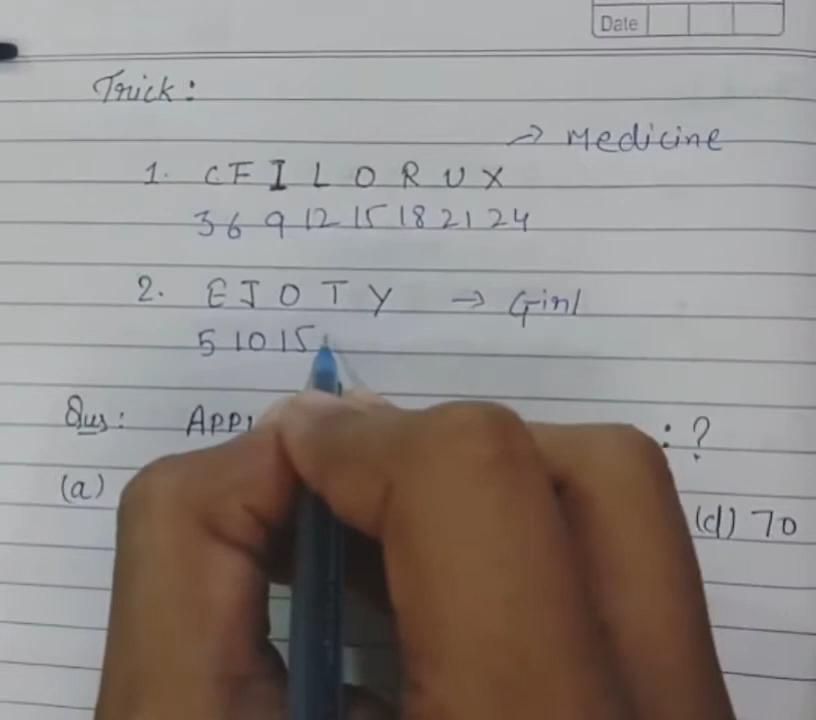 Date
Trick:
→ Medicine
1. C F I L O R U X
3 6 9 12 15 18 21 24
2. E J O T Y → Girl
5 10 15
Qus: : ?
(a) (d) 70